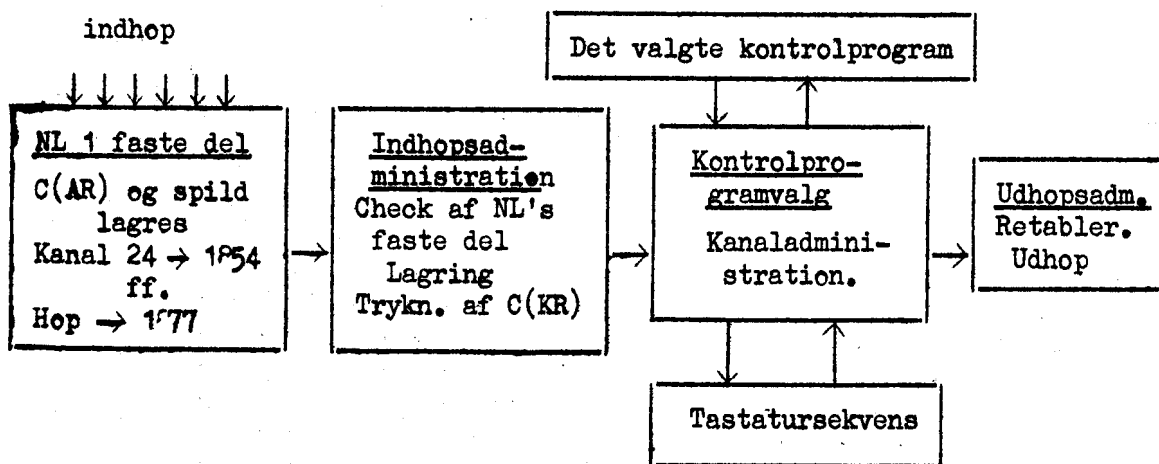 indhop
Det valgte kontrolprogram
NL 1 faste del
C(AR) og spild
lagres
Kanal 24 → 1854
ff.
Hop → 1877
Indhopsad-
ministration
Check af NL's
faste del
Lagring
Trykn. af C(KR)
Kontrolpro-
gramvalg
Kanaladmini-
stration.
Udhopsadm.
Retabler.
Udhop
Tastatursekvens